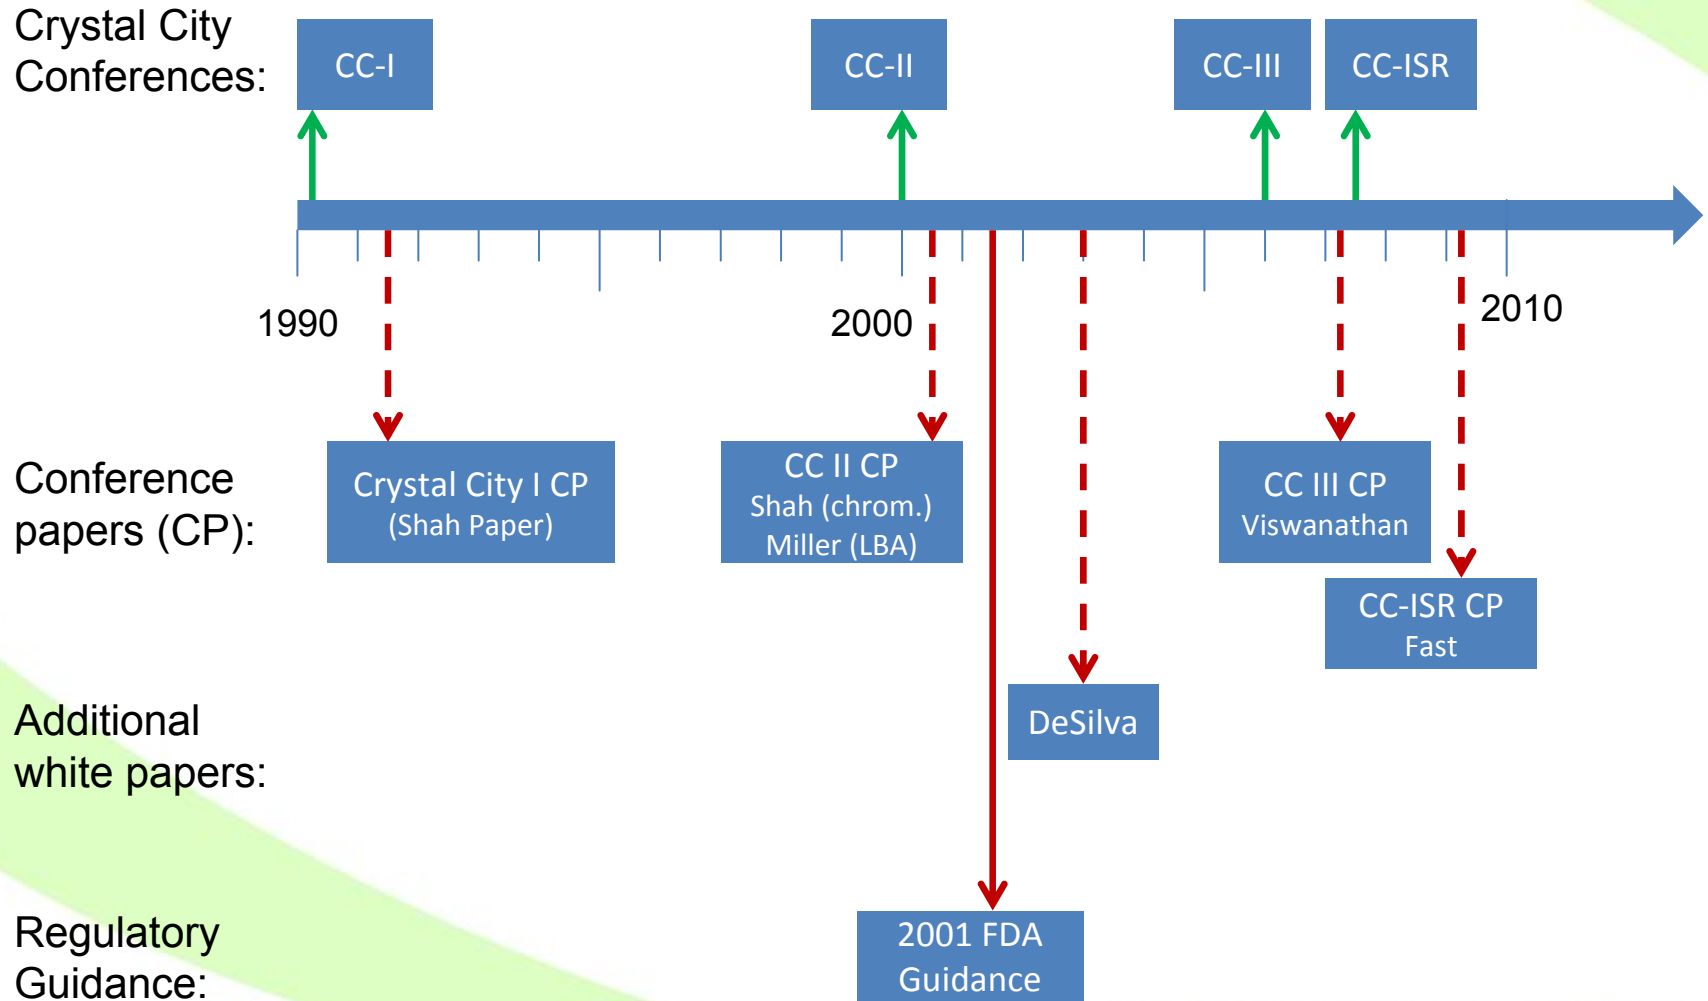 Crystal City
Conferences:
CC-I
CC-II
CC-III
CC-ISR
1990
2000
2010
Conference
papers (CP):
Crystal City I CP
(Shah Paper)
CC II CP
Shah (chrom.)
Miller (LBA)
CC III CP
Viswanathan
CC-ISR CP
Fast
Additional
white papers:
DeSilva
Regulatory
Guidance:
2001 FDA
Guidance